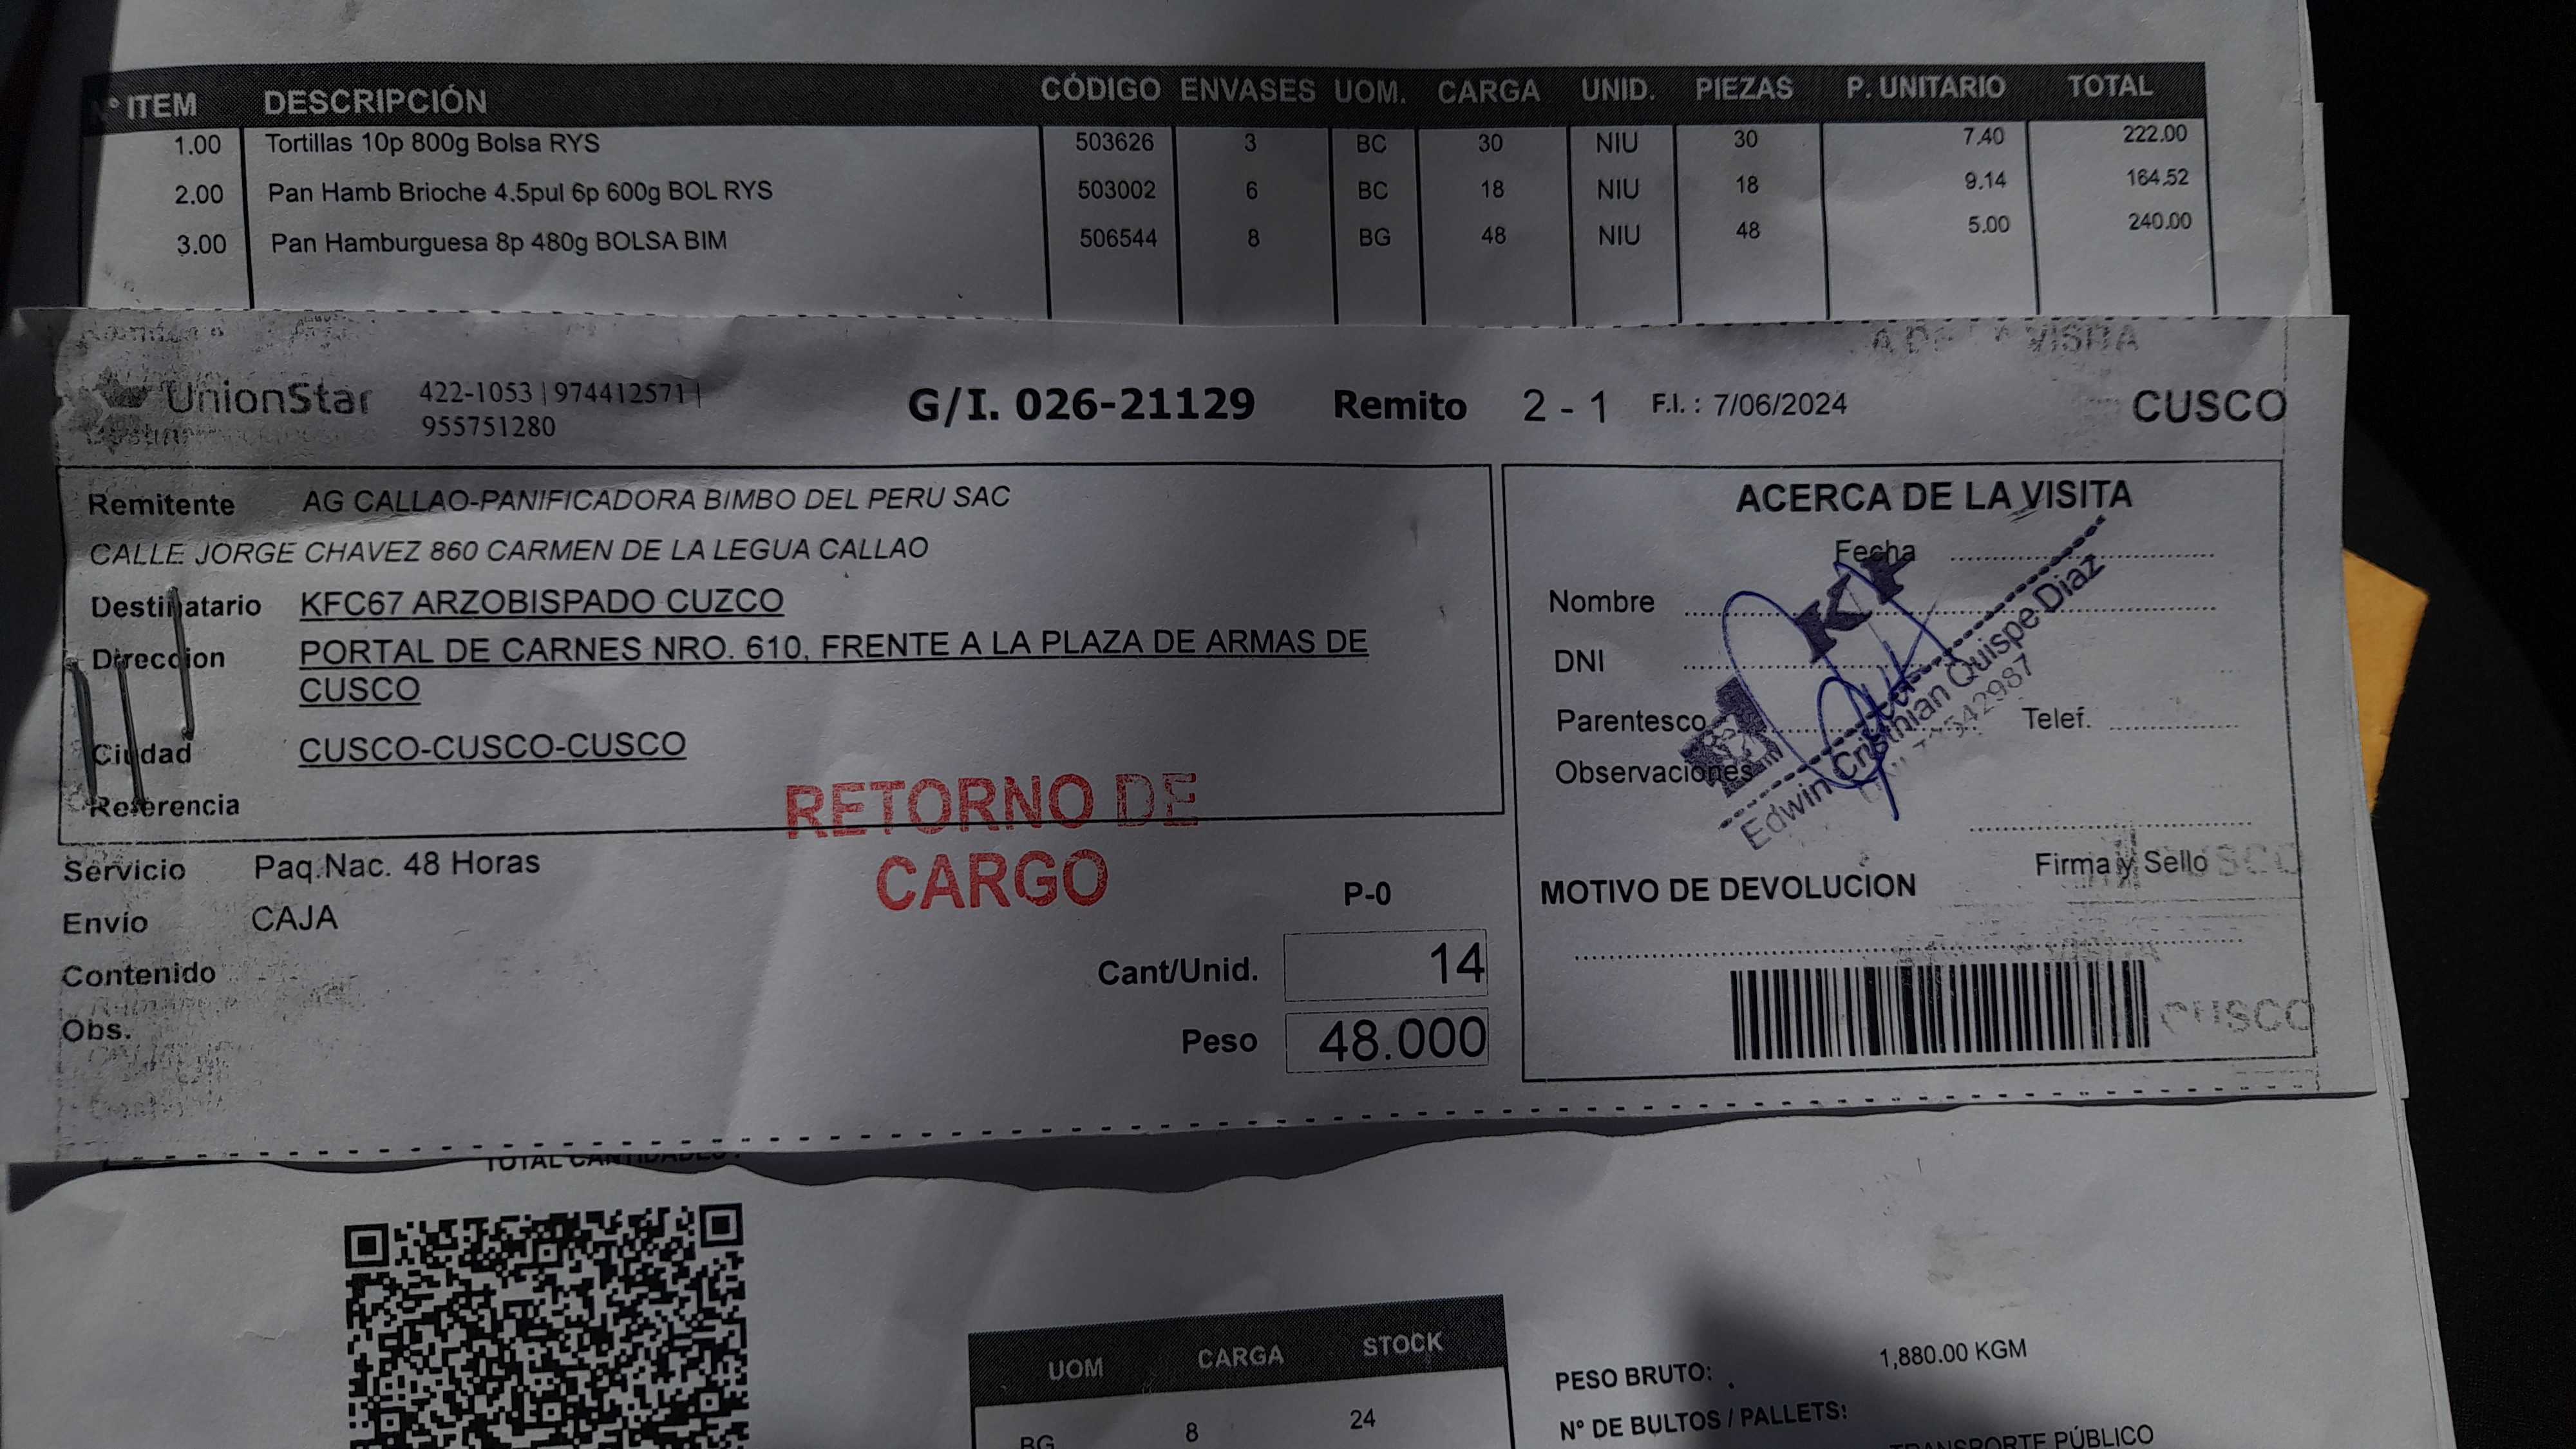 N° ITEM DESCRIPCIÓN CÓDIGO ENVASES UOM. CARGA UNID. PIEZAS P. UNITARIO TOTAL
1.00 Tortillas 10p 800g Bolsa RYS 503626 3 BC 30 NIU 30 7.40 222.00
2.00 Pan Hamb Brioche 4.5pul 6p 600g BOL RYS 503002 6 BC 18 NIU 18 9.14 164.52
3.00 Pan Hamburguesa 8p 480g BOLSA BIM 506544 8 BG 48 NIU 48 5.00 240.00
UnionStar 422-1053 | 974412571 | G/I. 026-21129 Remito 2 - 1 F.I. : 7/06/2024 CUSCO
955751280
Remitente AG CALLAO-PANIFICADORA BIMBO DEL PERU SAC
CALLE JORGE CHAVEZ 860 CARMEN DE LA LEGUA CALLAO
Destinatario KFC67 ARZOBISPADO CUZCO
Direccion PORTAL DE CARNES NRO. 610, FRENTE A LA PLAZA DE ARMAS DE
CUSCO
Ciudad CUSCO-CUSCO-CUSCO
Referencia
RETORNO DE
CARGO
Servicio Paq.Nac. 48 Horas
Envio CAJA
Contenido
Obs.
P-0
Cant/Unid. 14
Peso 48.000
ACERCA DE LA VISITA
Fecha
Nombre
DNI
Parentesco Telef.
Observaciones
Edwin Cristhian Quispe Diaz
Firma y Sello
MOTIVO DE DEVOLUCION
CUSCO
TOTAL CANTIDADES :
UOM CARGA STOCK
BG 8 24
PESO BRUTO: 1,880.00 KGM
N° DE BULTOS / PALLETS:
TRANSPORTE PÚBLICO